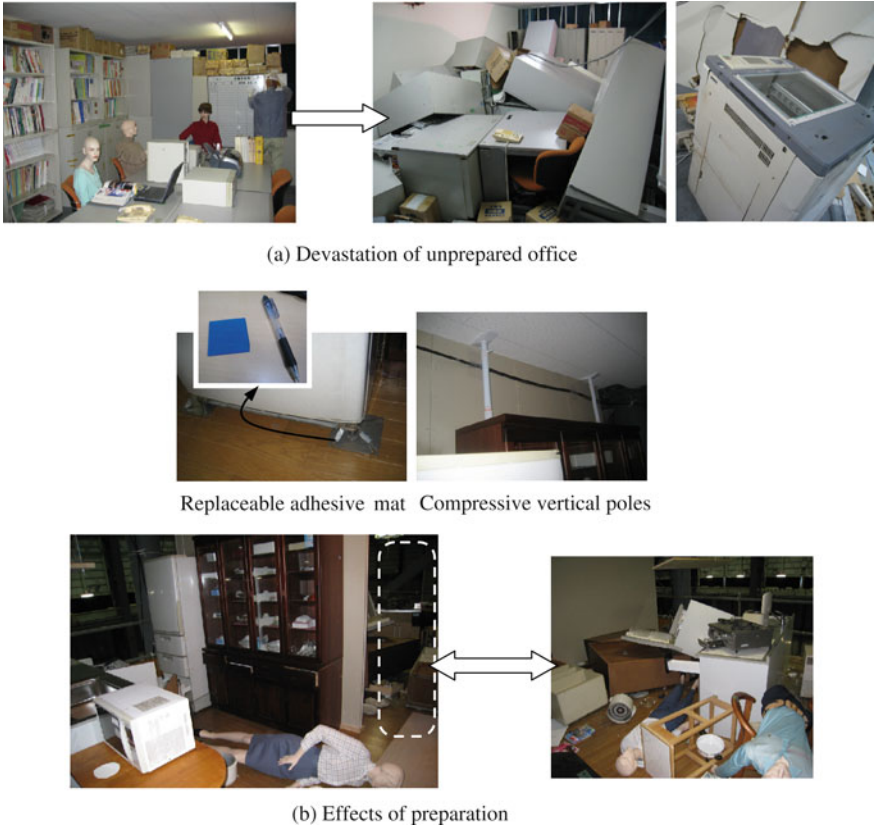 (a) Devastation of unprepared office
Replaceable adhesive mat
Compressive vertical poles
(b) Effects of preparation